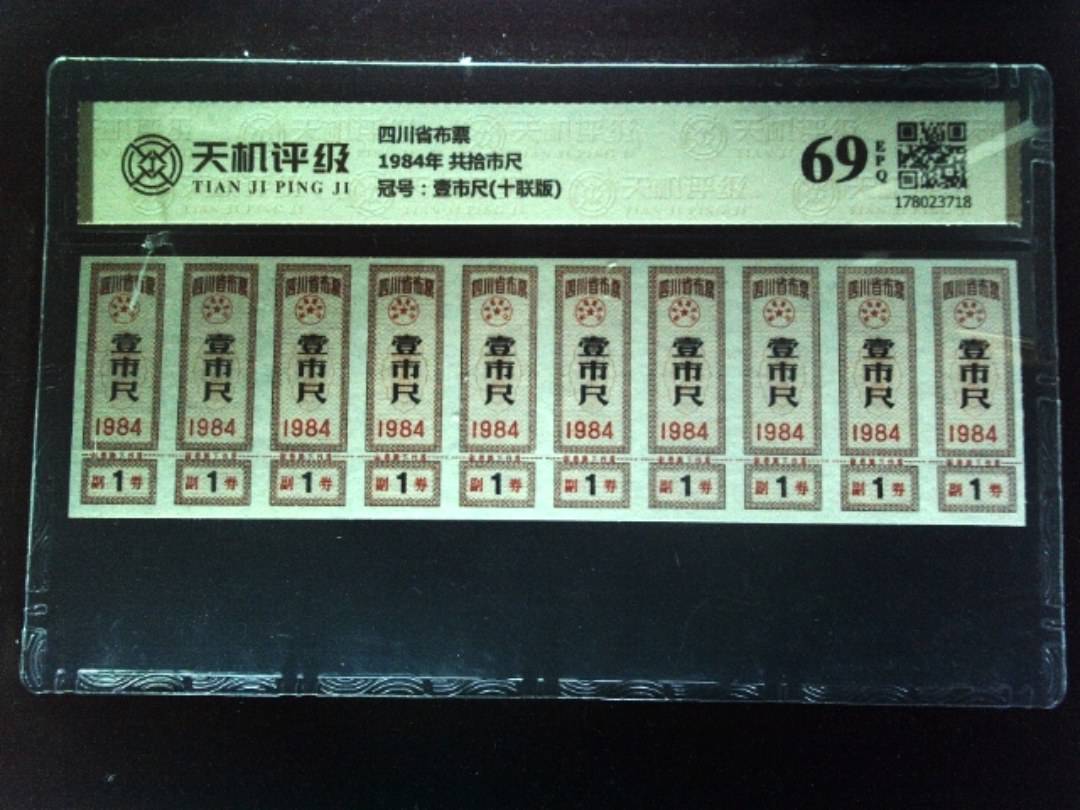 天机评级
TIAN JI PING JI
四川省布票
1984年 共拾市尺
冠号：壹市尺(十联版)
69
EPQ
178023718
四川省布票 四川省布票 四川省布票 四川省布票 四川省布票 四川省布票 四川省布票 四川省布票 四川省布票 四川省布票
壹市尺 壹市尺 壹市尺 壹市尺 壹市尺 壹市尺 壹市尺 壹市尺 壹市尺 壹市尺
1984 1984 1984 1984 1984 1984 1984 1984 1984 1984
副1券 副1券 副1券 副1券 副1券 副1券 副1券 副1券 副1券 副1券